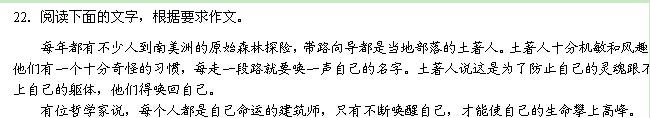 22. 阅读下面的文字，根据要求作文。
每年都有不少人到南美洲的原始森林探险，带路向导都是当地部落的土著人。土著人十分机敏和风趣
他们有一个十分奇怪的习惯，每走一段路就要唤一声自己的名字。土著人说这是为了防止自己的灵魂跟不
上自己的躯体，他们得唤回自己。
有位哲学家说，每个人都是自己命运的建筑师，只有不断唤醒自己，才能使自己的生命攀上高峰。